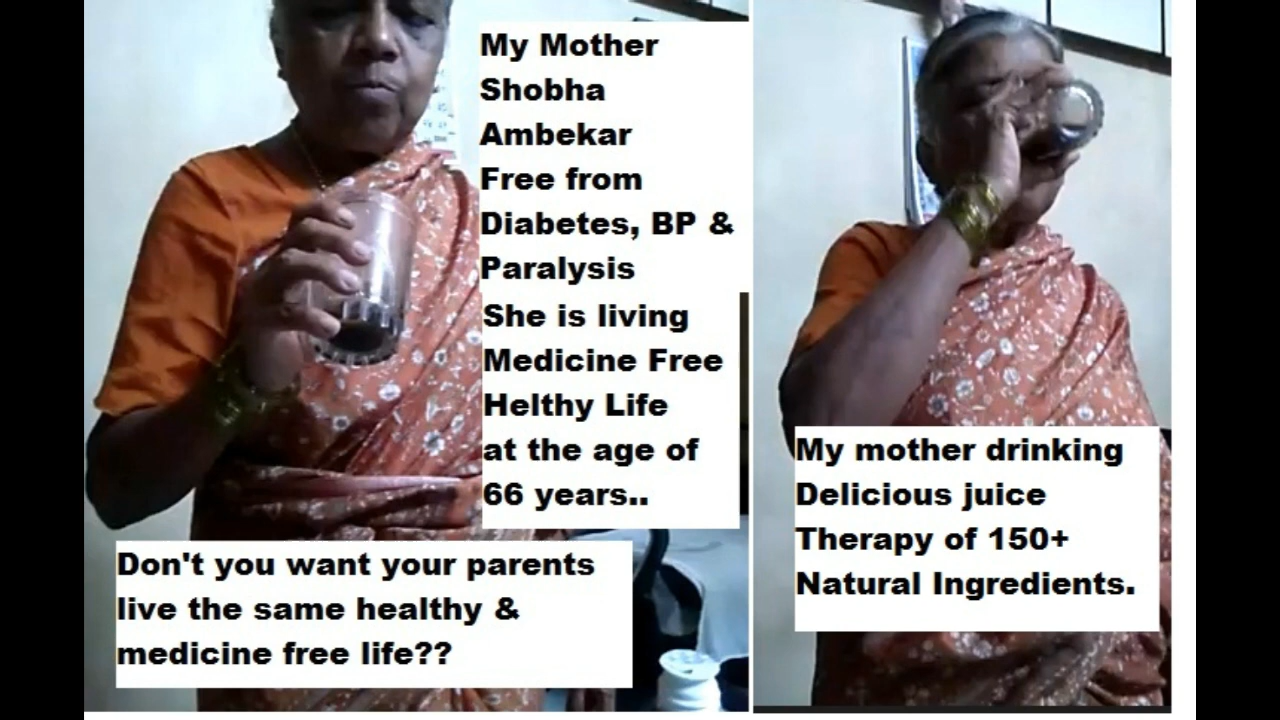 My Mother
Shobha
Ambekar
Free from
Diabetes, BP &
Paralysis
She is living
Medicine Free
Helthy Life
at the age of
66 years..
Don't you want your parents
live the same healthy &
medicine free life??
My mother drinking
Delicious juice
Therapy of 150+
Natural Ingredients.